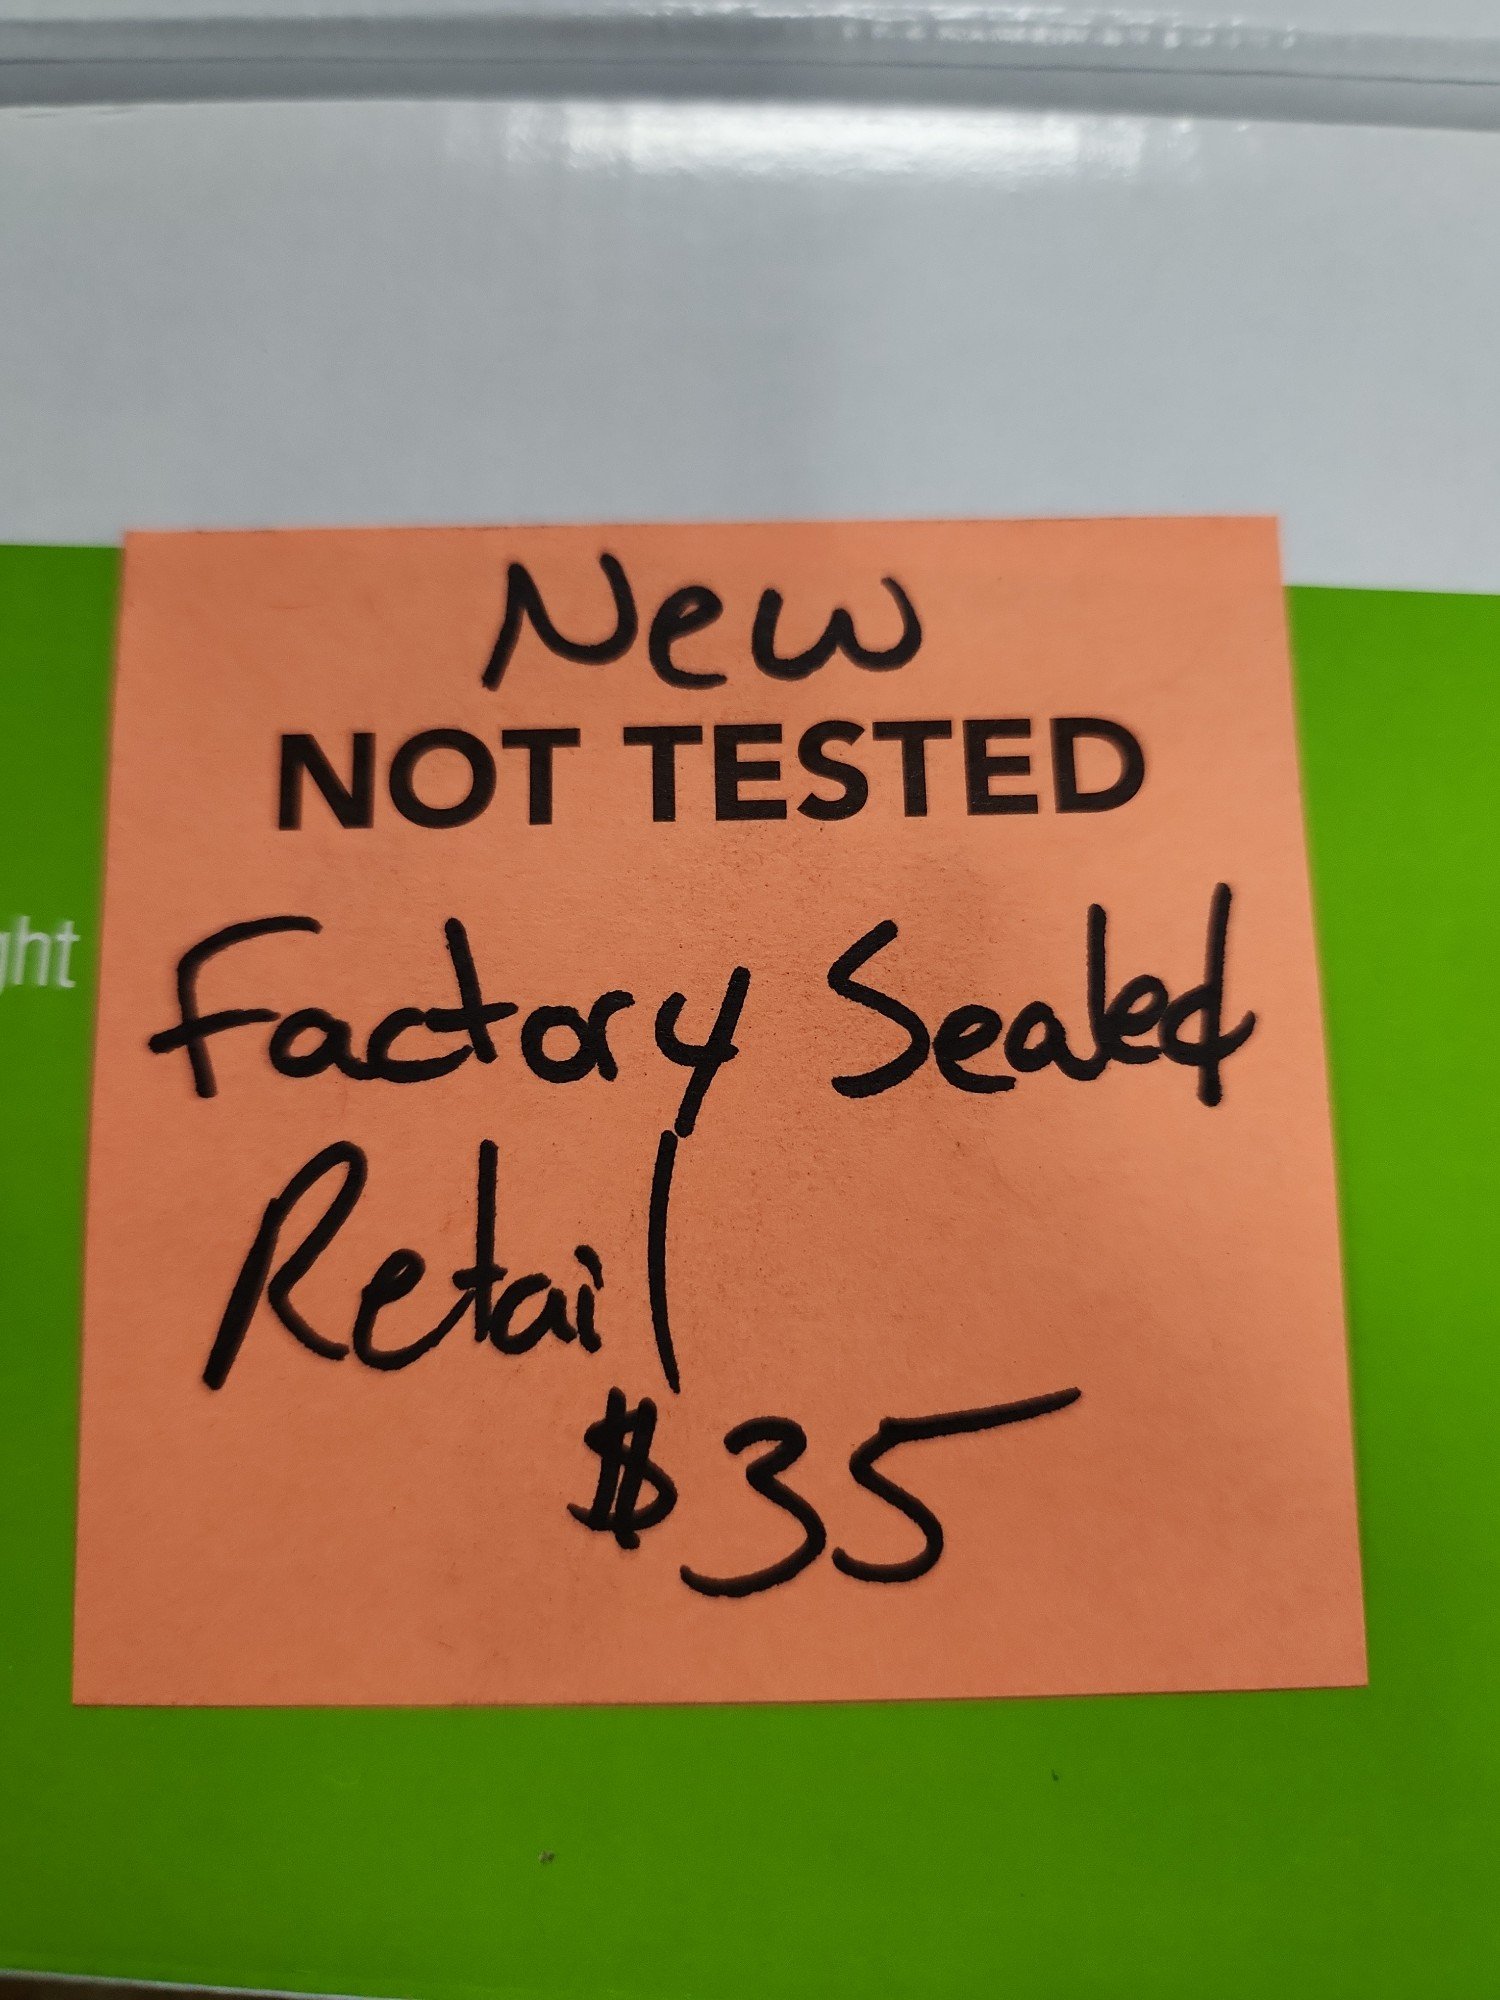 New
NOT TESTED
Factory Sealed
Retail
$35